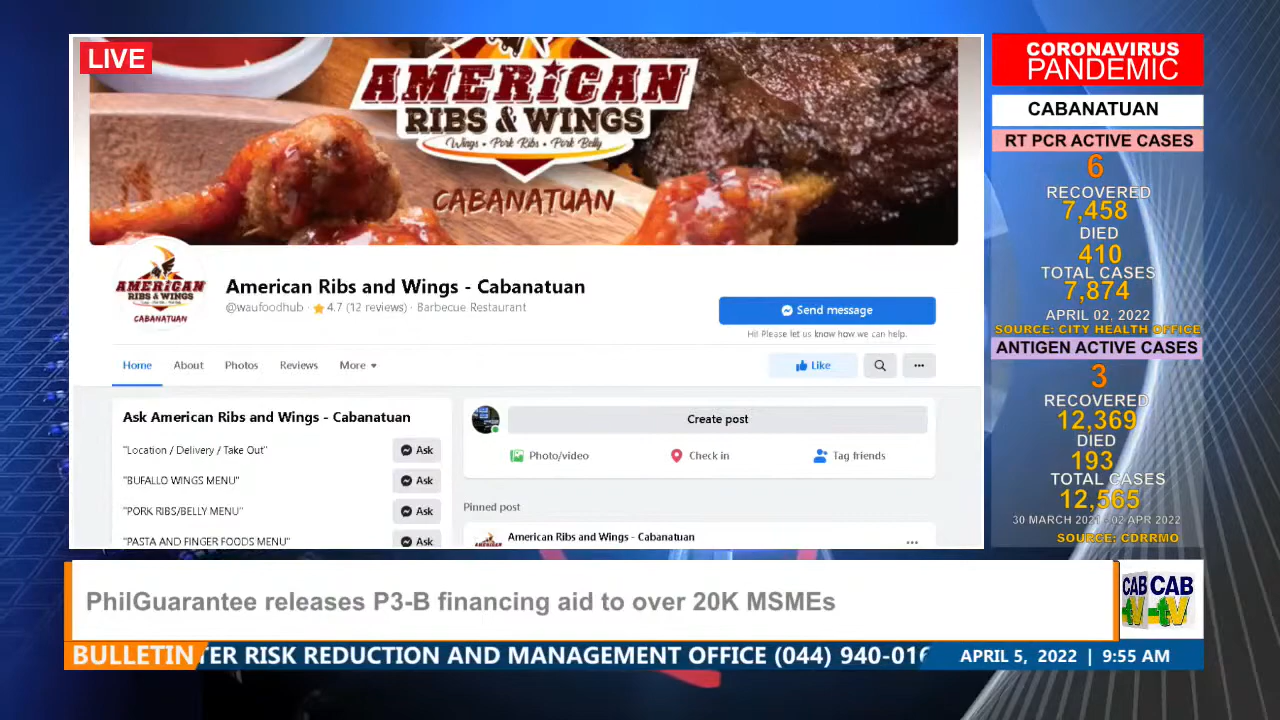 LIVE
AMERICAN
RIBS & WINGS
Wings • Pork Ribs • Pork Belly
CABANATUAN
AMERICAN
RIBS & WINGS
CABANATUAN
American Ribs and Wings - Cabanatuan
@waufoodhub · 4.7 (12 reviews) · Barbecue Restaurant
Send message
Hi! Please let us know how we can help.
Home About Photos Reviews More
Like
Ask American Ribs and Wings - Cabanatuan
"Location / Delivery / Take Out" Ask
"BUFALLO WINGS MENU" Ask
"PORK RIBS/BELLY MENU" Ask
"PASTA AND FINGER FOODS MENU" Ask
Create post
Photo/video Check in Tag friends
Pinned post
American Ribs and Wings - Cabanatuan
CORONAVIRUS
PANDEMIC
CABANATUAN
RT PCR ACTIVE CASES
6
RECOVERED
7,458
DIED
410
TOTAL CASES
7,874
APRIL 02, 2022
SOURCE: CITY HEALTH OFFICE
ANTIGEN ACTIVE CASES
3
RECOVERED
12,369
DIED
193
TOTAL CASES
12,565
30 MARCH 2021 - 02 APR 2022
SOURCE: CDRRMO
PhilGuarantee releases P3-B financing aid to over 20K MSMEs
CAB CAB
tv tv
BULLETIN TER RISK REDUCTION AND MANAGEMENT OFFICE (044) 940-016
APRIL 5, 2022 | 9:55 AM